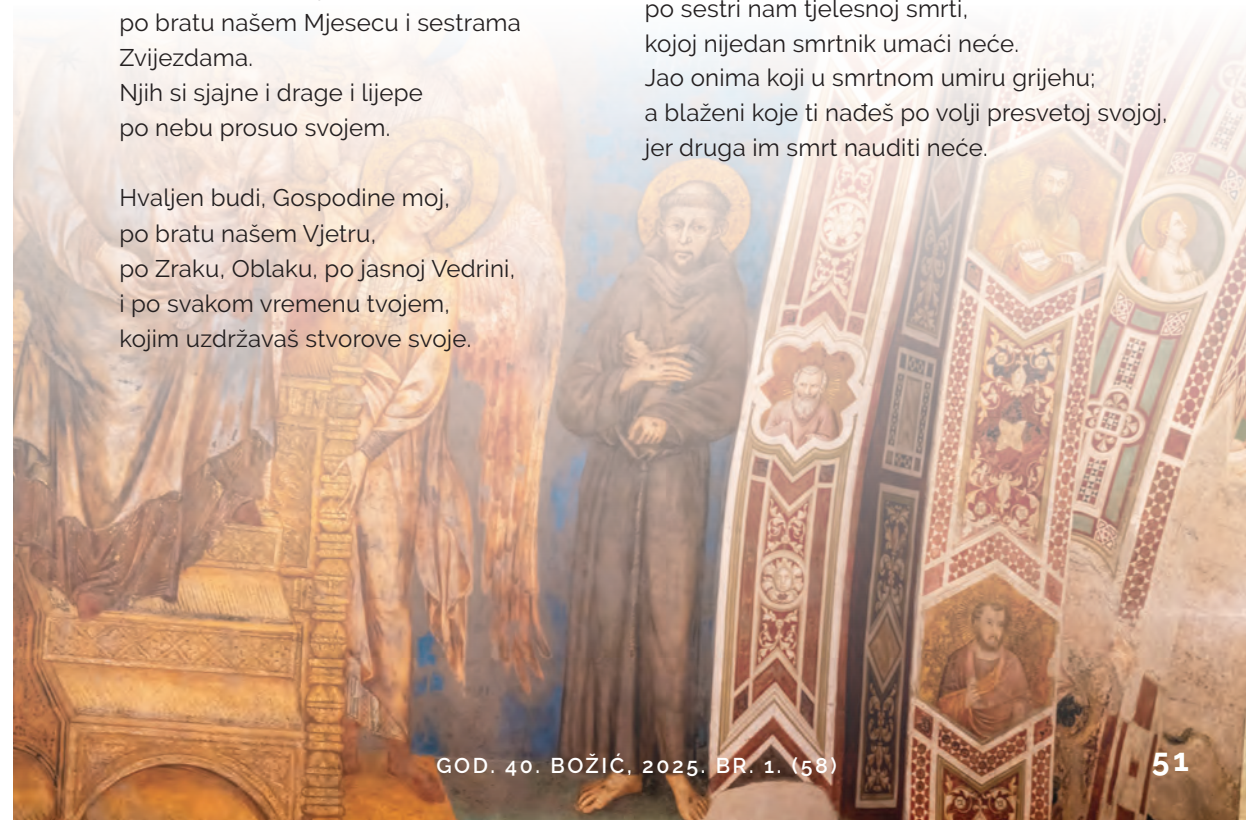 po bratu našem Mjesecu i sestrama
Zvijezdama.
Njih si sjajne i drage i lijepe
po nebu prosuo svojem.
Hvaljen budi, Gospodine moj,
po bratu našem Vjetru,
po Zraku, Oblaku, po jasnoj Vedrini,
i po svakom vremenu tvojem,
kojim uzdržavaš stvorove svoje.
po sestri nam tjelesnoj smrti,
kojoj nijedan smrtnik umaći neće.
Jao onima koji u smrtnom umiru grijehu;
a blaženi koje ti nađeš po volji presvetoj svojoj,
jer druga im smrt nauditi neće.
GOD. 40. BOŽIĆ, 2025. BR. 1. (58)
51